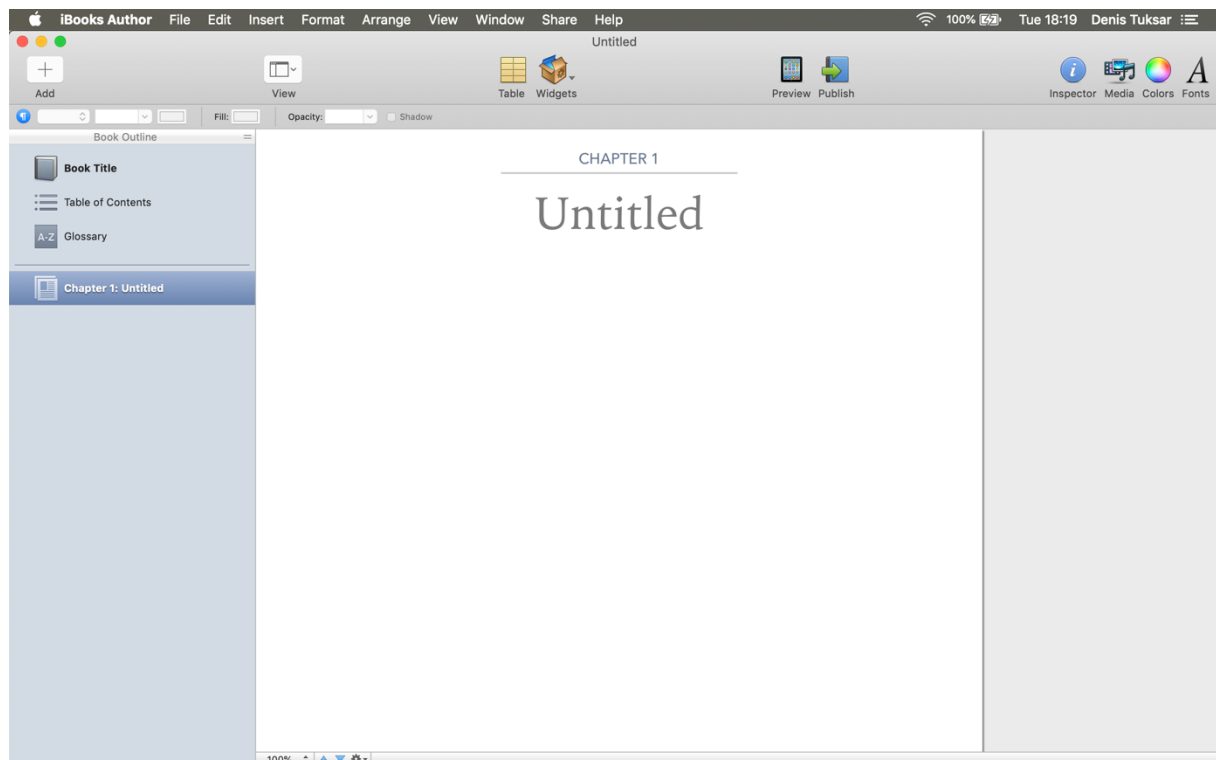 iBooks Author File Edit Insert Format Arrange View Window Share Help 100% Tue 18:19 Denis Tuksar
Untitled
Add View Table Widgets Preview Publish Inspector Media Colors Fonts
Fill: Opacity: Shadow
Book Outline
CHAPTER 1
Book Title
Untitled
Table of Contents
A-Z Glossary
Chapter 1: Untitled
100%